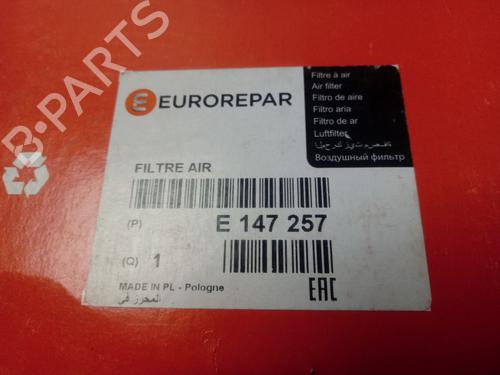 B-PARTS
EUROREPAR
Filtre à air
Air filter
Filtro de aire
Filtro aria
Filtro de ar
Luftfilter
Воздушный фильтр
FILTRE AIR
(P) E 147 257
(Q) 1
MADE IN PL - Pologne
EAC